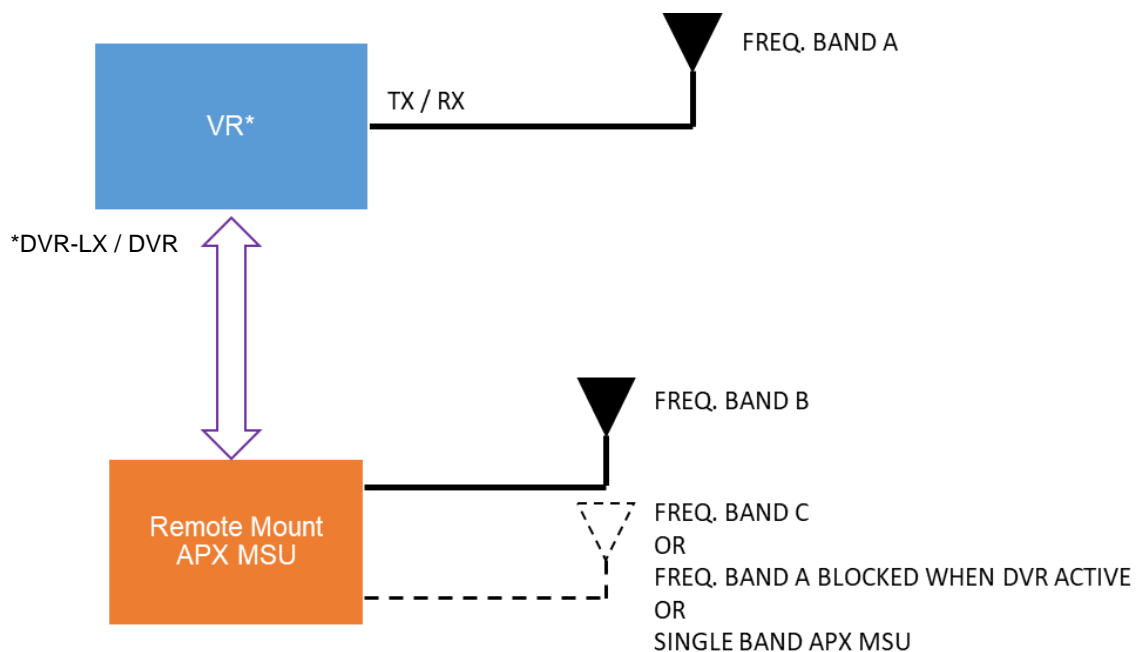 FREQ. BAND A
TX / RX
VR*
*DVR-LX / DVR
FREQ. BAND B
Remote Mount
APX MSU
FREQ. BAND C
OR
FREQ. BAND A BLOCKED WHEN DVR ACTIVE
OR
SINGLE BAND APX MSU